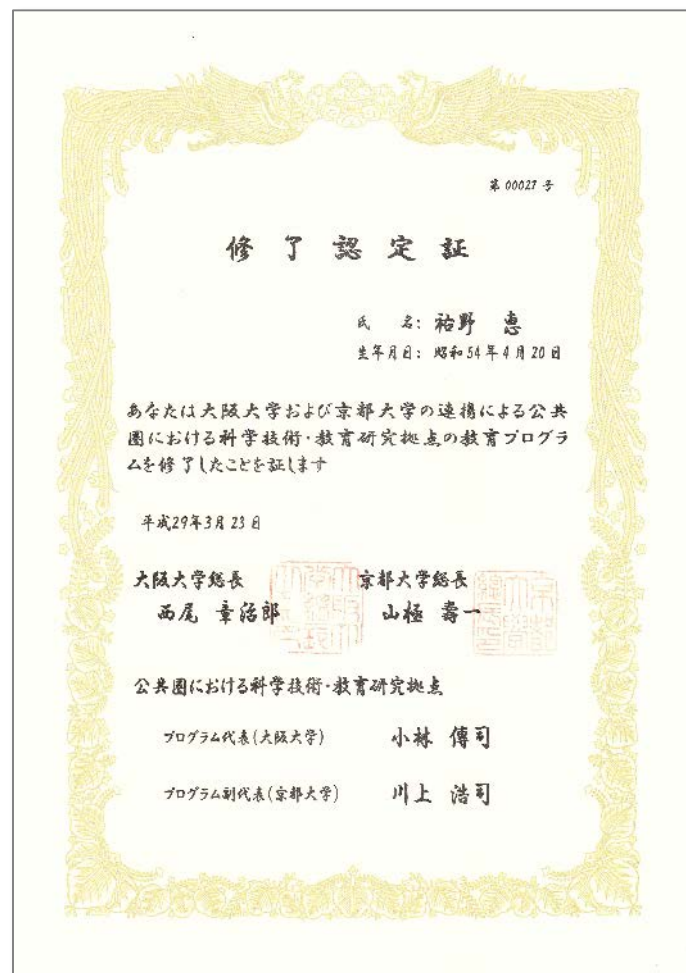 第00027号
修了認定証
氏 名: 祐野 恵
生年月日: 昭和54年4月20日
あなたは大阪大学および京都大学の連携による公共
圏における科学技術・教育研究拠点の教育プログラ
ムを修了したことを証します
平成29年3月23日
大阪大学総長 京都大学総長
西尾 章治郎 山極 壽一
公共圏における科学技術・教育研究拠点
プログラム代表(大阪大学) 小林 傳司
プログラム副代表(京都大学) 川上 浩司